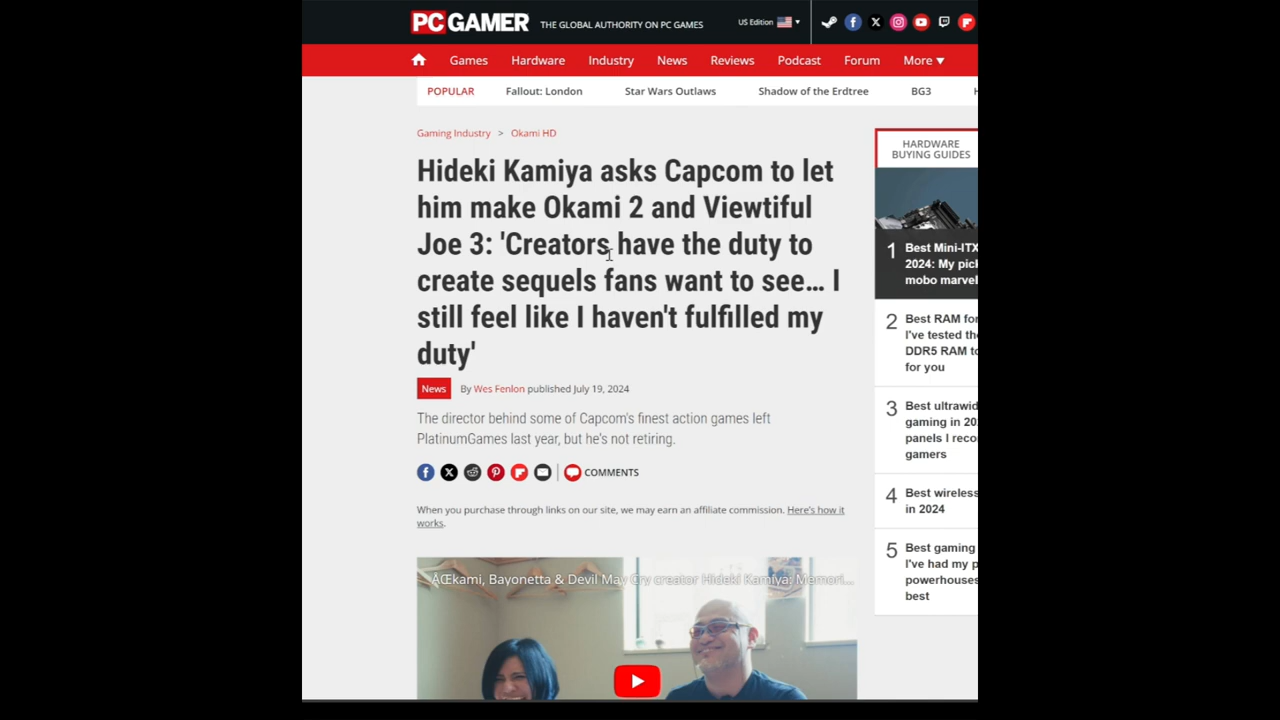 PC GAMER THE GLOBAL AUTHORITY ON PC GAMES US Edition
Games Hardware Industry News Reviews Podcast Forum More
POPULAR Fallout: London Star Wars Outlaws Shadow of the Erdtree BG3
Gaming Industry > Okami HD
Hideki Kamiya asks Capcom to let
him make Okami 2 and Viewtiful
Joe 3: 'Creators have the duty to
create sequels fans want to see... I
still feel like I haven't fulfilled my
duty'
News By Wes Fenlon published July 19, 2024
The director behind some of Capcom's finest action games left
PlatinumGames last year, but he's not retiring.
COMMENTS
When you purchase through links on our site, we may earn an affiliate commission. Here's how it
works.
ÅŒkami, Bayonetta & Devil May Cry creator Hideki Kamiya: Memori...
HARDWARE
BUYING GUIDES
1 Best Mini-ITX
2024: My pick
mobo marvel
2 Best RAM for
I've tested the
DDR5 RAM to
for you
3 Best ultrawid
gaming in 20
panels I reco
gamers
4 Best wireless
in 2024
5 Best gaming
I've had my p
powerhouses
best